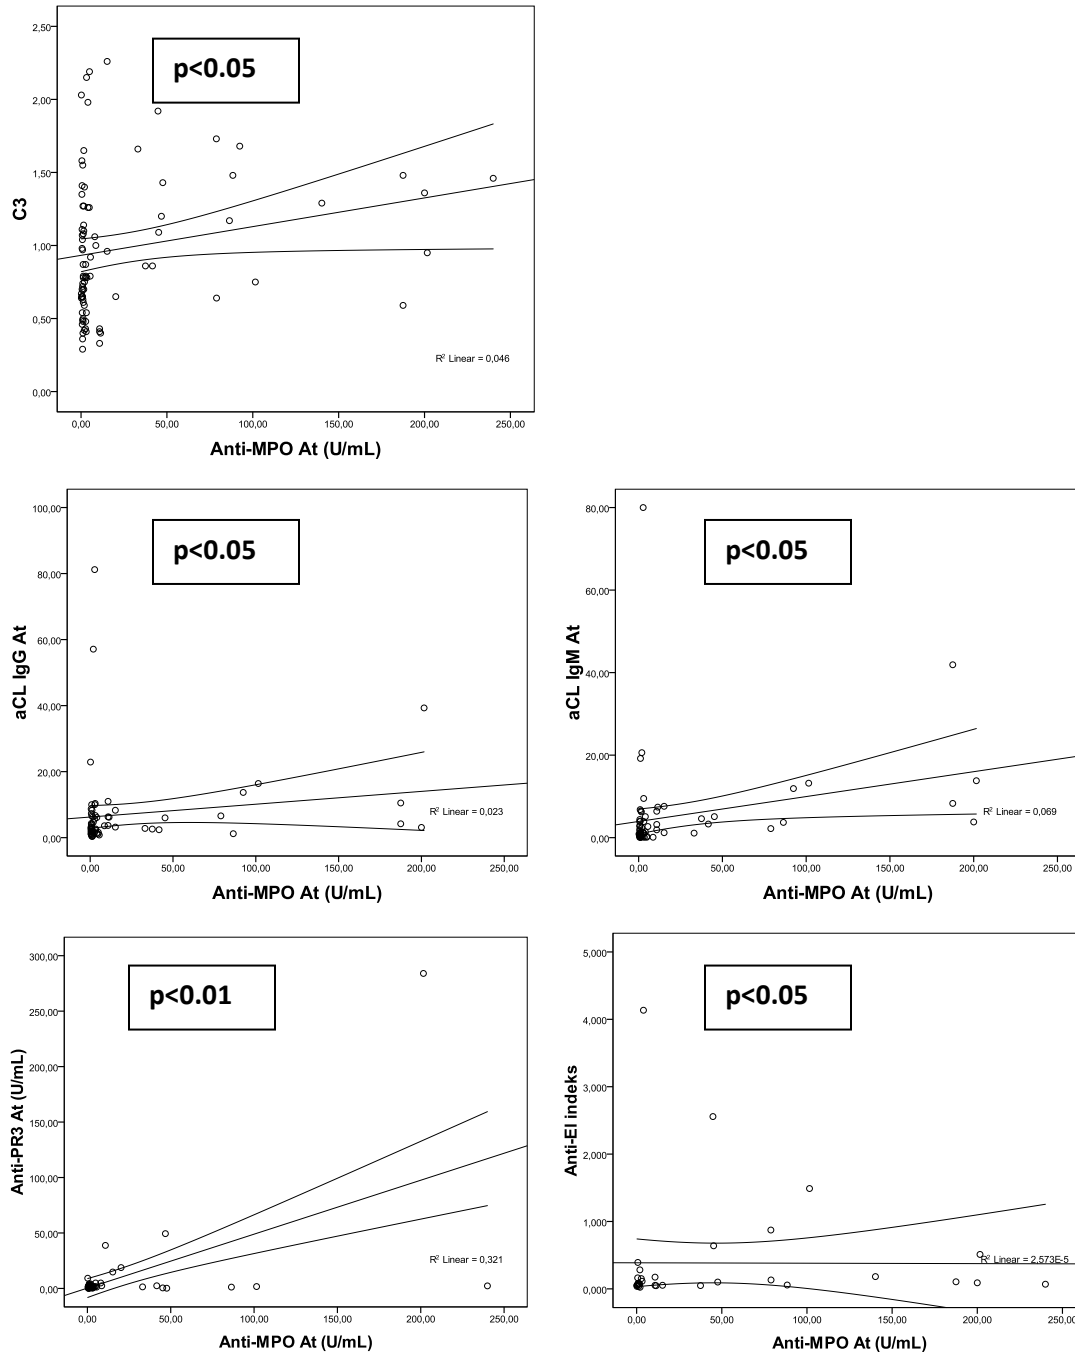 2,50
p<0.05
2,00
1,50
C3
1,00
0,50
R² Linear = 0,046
0,00
0,00 50,00 100,00 150,00 200,00 250,00
Anti-MPO At (U/mL)
100,00
p<0.05
80,00
60,00
aCL IgG At
40,00
20,00
R² Linear = 0,023
0,00
0,00 50,00 100,00 150,00 200,00 250,00
Anti-MPO At (U/mL)
80,00
p<0.05
60,00
aCL IgM At
40,00
20,00
R² Linear = 0,069
0,00
0,00 50,00 100,00 150,00 200,00 250,00
Anti-MPO At (U/mL)
300,00
p<0.01
250,00
200,00
Anti-PR3 At (U/mL)
150,00
100,00
50,00
R² Linear = 0,321
0,00
0,00 50,00 100,00 150,00 200,00 250,00
Anti-MPO At (U/mL)
5,000
p<0.05
4,000
3,000
Anti-El indeks
2,000
1,000
R² Linear = 2,573E-5
0,000
0,00 50,00 100,00 150,00 200,00 250,00
Anti-MPO At (U/mL)